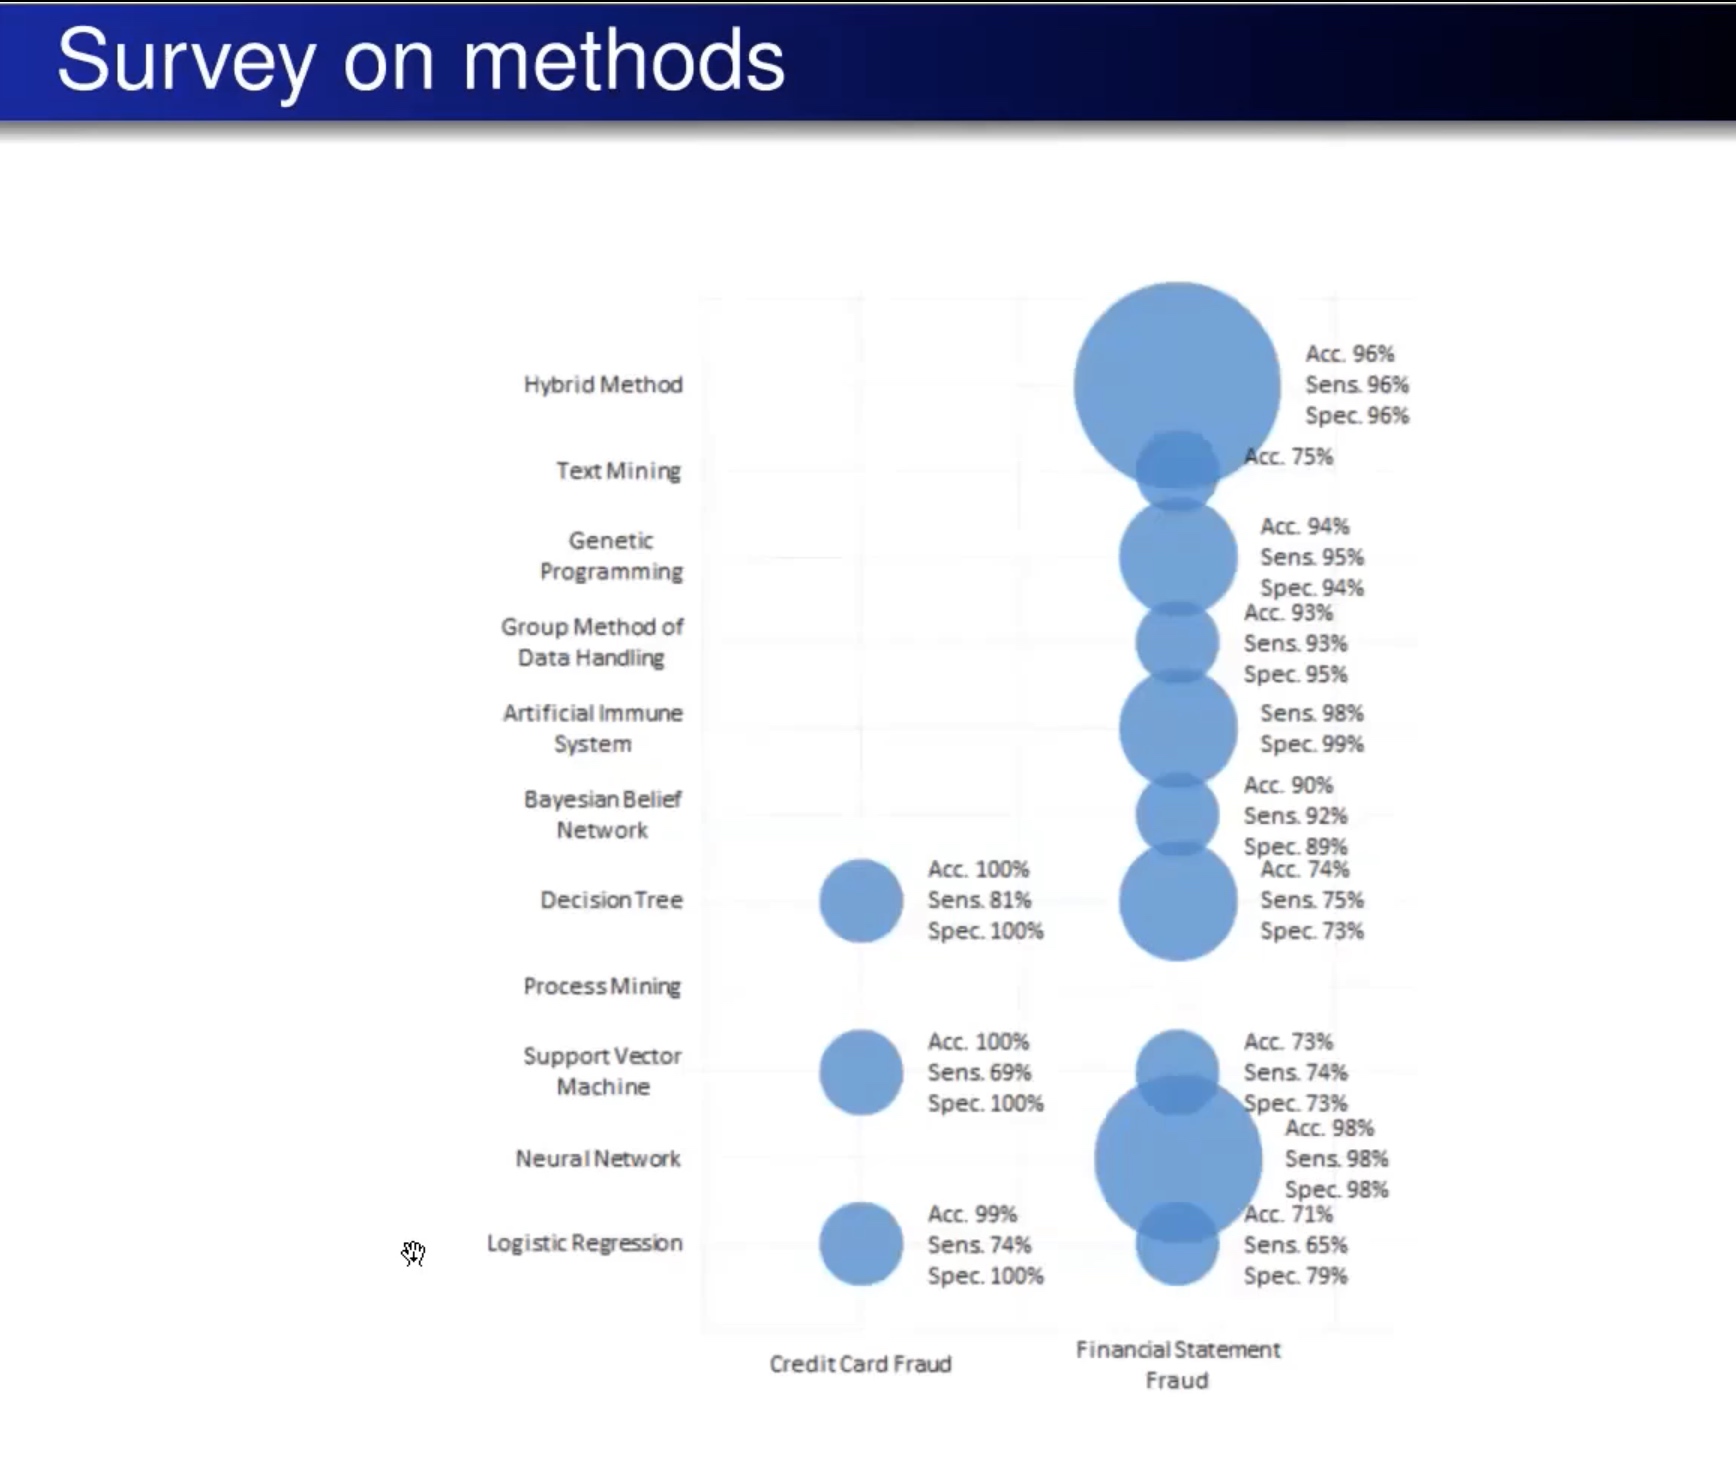 Survey on methods
Hybrid Method
Acc. 96%
Sens. 96%
Spec. 96%
Text Mining
Acc. 75%
Genetic
Programming
Acc. 94%
Sens. 95%
Spec. 94%
Group Method of
Data Handling
Acc. 93%
Sens. 93%
Spec. 95%
Artificial Immune
System
Sens. 98%
Spec. 99%
Bayesian Belief
Network
Acc. 90%
Sens. 92%
Spec. 89%
Decision Tree
Acc. 100%
Sens. 81%
Spec. 100%
Acc. 74%
Sens. 75%
Spec. 73%
Process Mining
Support Vector
Machine
Acc. 100%
Sens. 69%
Spec. 100%
Acc. 73%
Sens. 74%
Spec. 73%
Neural Network
Acc. 98%
Sens. 98%
Spec. 98%
Logistic Regression
Acc. 99%
Sens. 74%
Spec. 100%
Acc. 71%
Sens. 65%
Spec. 79%
Credit Card Fraud
Financial Statement
Fraud